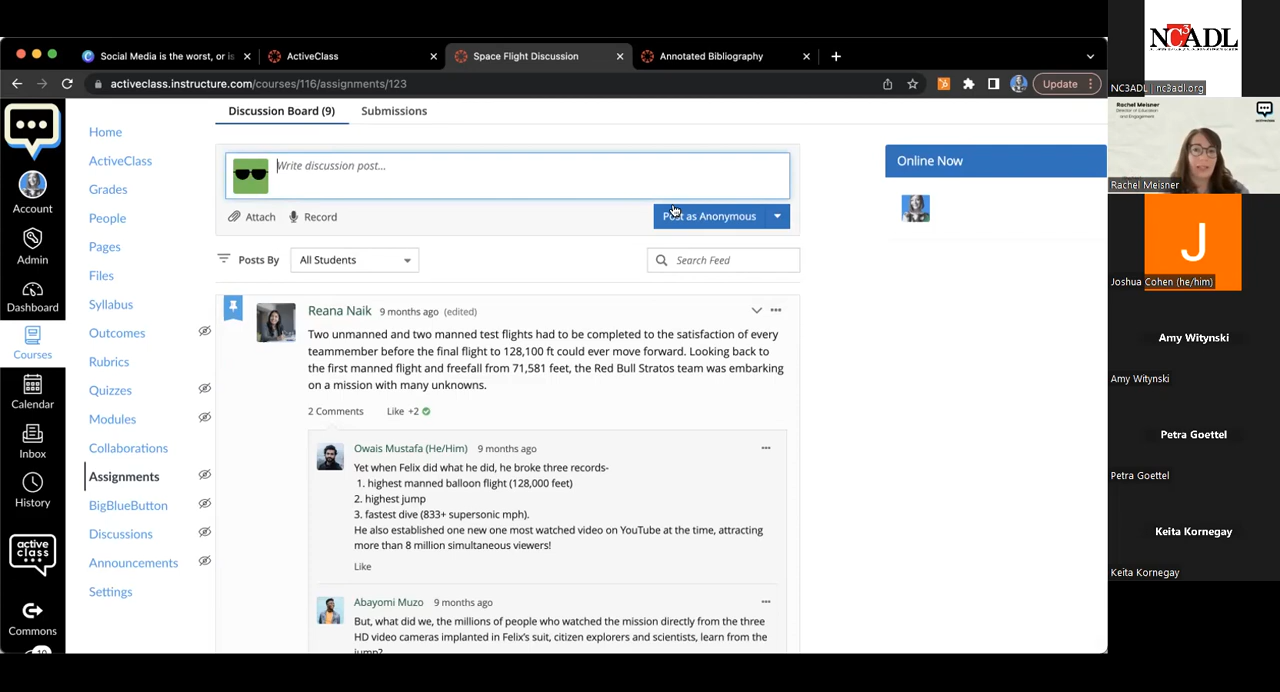 Social Media is the worst, or is
ActiveClass
Space Flight Discussion
Annotated Bibliography
activeclass.instructure.com/courses/116/assignments/123
Update
Account
Admin
Dashboard
Courses
Calendar
Inbox
History
active
class
Commons
Home
ActiveClass
Grades
People
Pages
Files
Syllabus
Outcomes
Rubrics
Quizzes
Modules
Collaborations
Assignments
BigBlueButton
Discussions
Announcements
Settings
Discussion Board (9) Submissions
Write discussion post...
Attach Record Post as Anonymous
Posts By All Students Search Feed
Reana Naik 9 months ago (edited)
Two unmanned and two manned test flights had to be completed to the satisfaction of every
teammember before the final flight to 128,100 ft could ever move forward. Looking back to
the first manned flight and freefall from 71,581 feet, the Red Bull Stratos team was embarking
on a mission with many unknowns.
2 Comments Like +2
Owais Mustafa (He/Him) 9 months ago
Yet when Felix did what he did, he broke three records-
1. highest manned balloon flight (128,000 feet)
2. highest jump
3. fastest dive (833+ supersonic mph).
He also established one new one most watched video on YouTube at the time, attracting
more than 8 million simultaneous viewers!
Like
Abayomi Muzo 9 months ago
But, what did we, the millions of people who watched the mission directly from the three
HD video cameras implanted in Felix's suit, citizen explorers and scientists, learn from the
jump?
Online Now
NC3ADL
NC3ADL | nc3adl.org
Rachel Meisner
Director of Education
and Engagement
Rachel Meisner
J
Joshua Cohen (he/him)
Amy Witynski
Amy Witynski
Petra Goettel
Petra Goettel
Keita Kornegay
Keita Kornegay